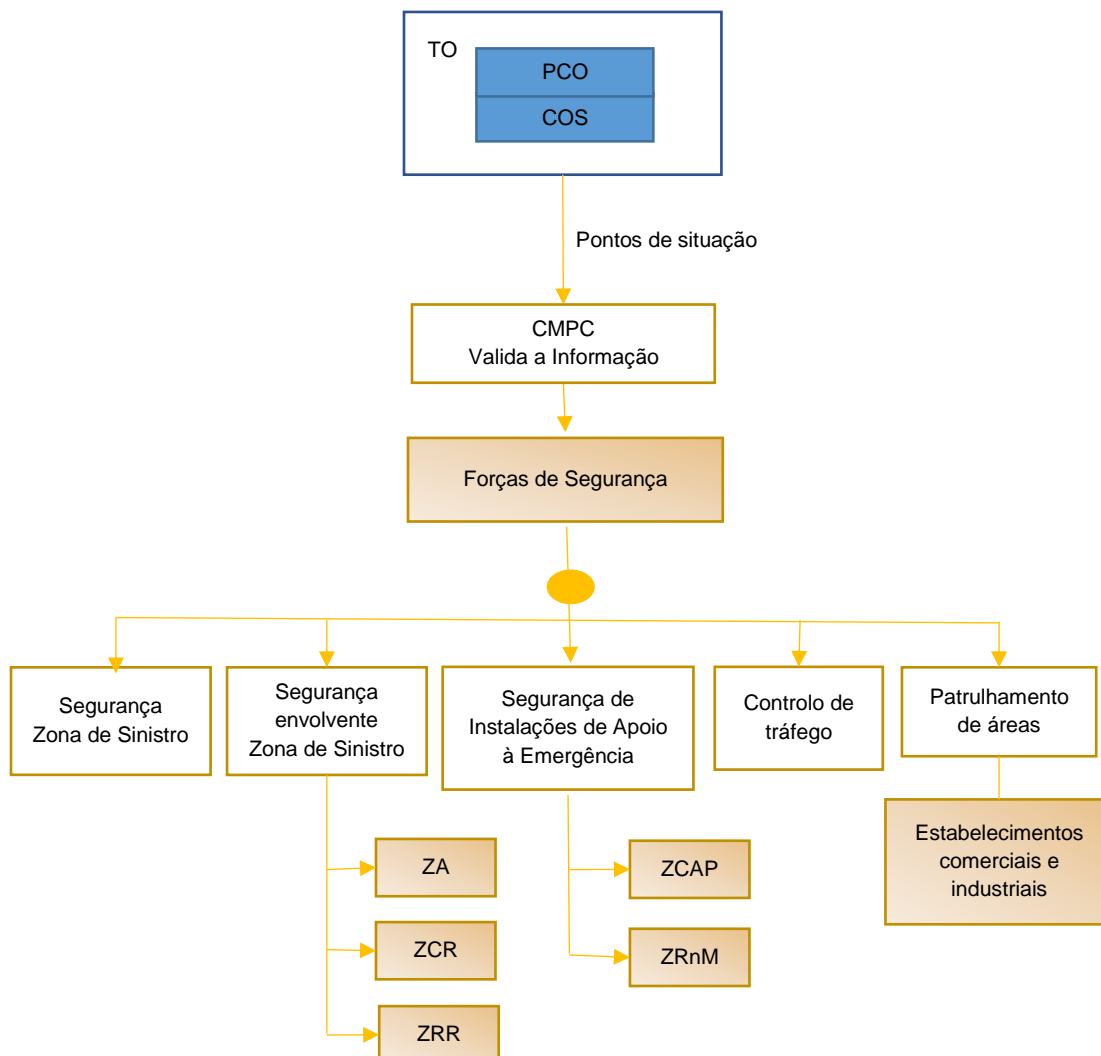 TO
PCO
COS
Pontos de situação
CMPC
Valida a Informação
Forças de Segurança
Segurança
Zona de Sinistro
Segurança
envolvente
Zona de Sinistro
Segurança de
Instalações de Apoio
à Emergência
Controlo de
tráfego
Patrulhamento
de áreas
ZA
ZCR
ZRR
ZCAP
ZRnM
Estabelecimentos
comerciais e
industriais